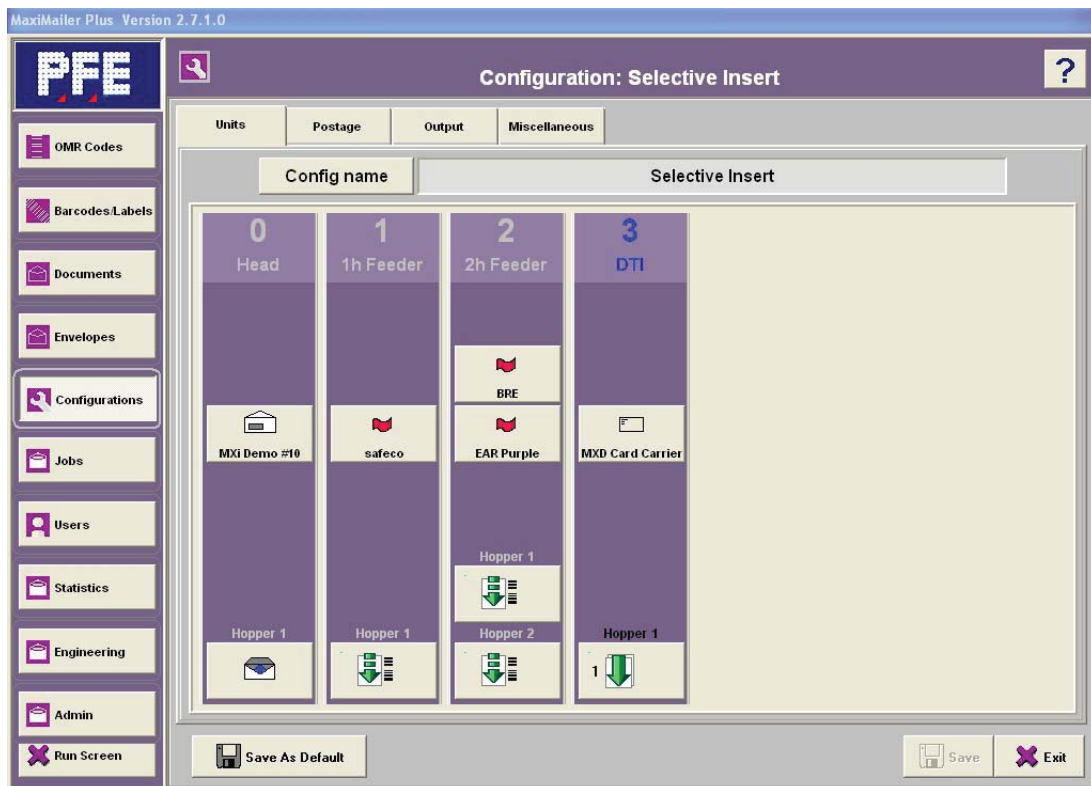 MaxiMailer Plus Version 2.7.1.0
PFE
Configuration: Selective Insert
?
OMR Codes
Barcodes/Labels
Documents
Envelopes
Configurations
Jobs
Users
Statistics
Engineering
Admin
Run Screen
Units Postage Output Miscellaneous
Config name Selective Insert
0 1 2 3
Head 1h Feeder 2h Feeder DTI
BRE
MXi Demo #10 safeco EAR Purple MXD Card Carrier
Hopper 1
Hopper 1 Hopper 1 Hopper 2 Hopper 1
1
Save As Default Save Exit